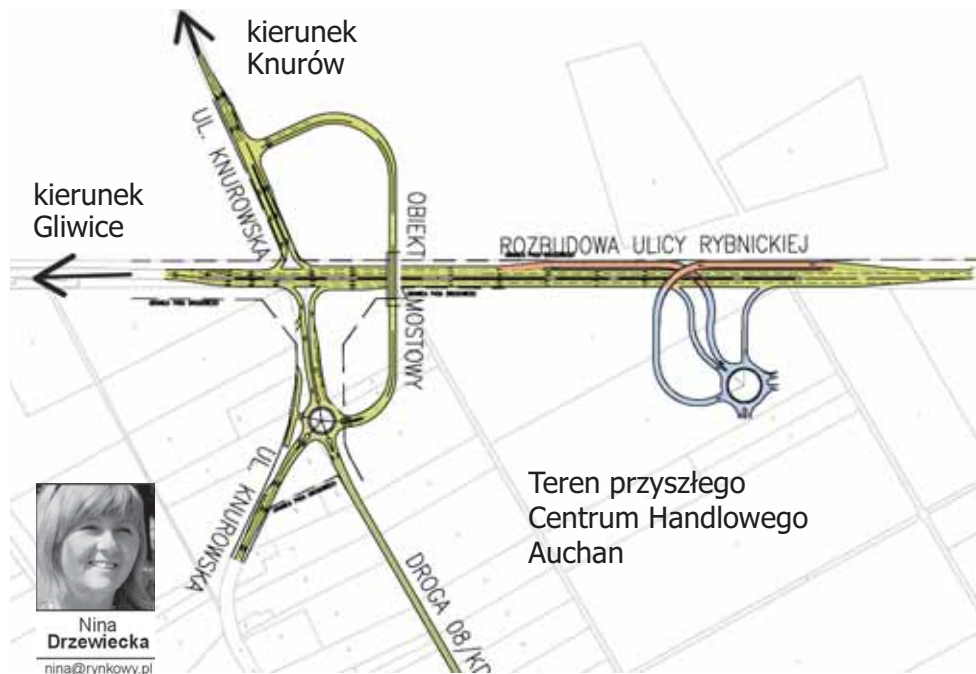 kierunek
Knurów
UL. KNUROWSKA
kierunek
Gliwice
OBIEKT MOSTOWY
ROZBUDOWA ULICY RYBNICKIEJ
UL. KNUROWSKA
DROGA 08/KD
Teren przyszłego
Centrum Handlowego
Auchan
Nina
Drzewiecka
nina@rynkowy.pl